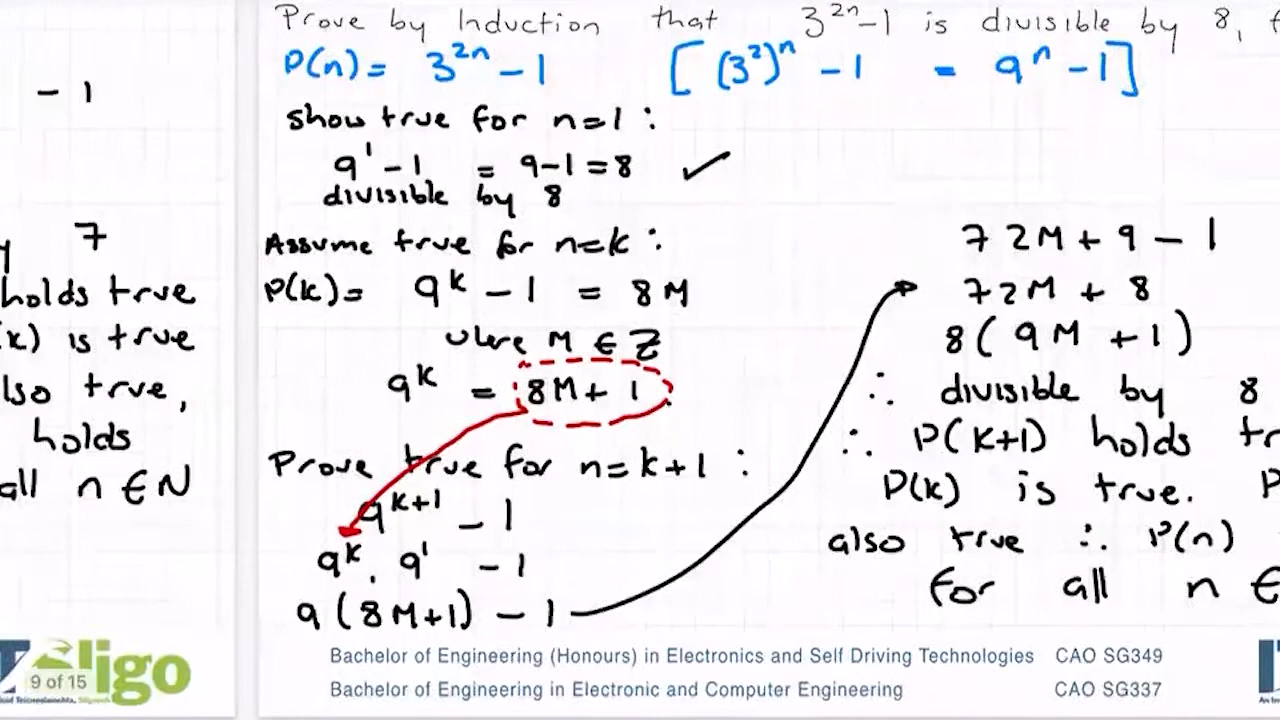 - 1
7
holds true
is true
also true,
holds
all n ∈ N
Prove by Induction that 3^{2n} - 1 is divisible by 8,
P(n) = 3^{2n} - 1 [(3^2)^n - 1 = 9^n - 1]
show true for n=1 :
9^1 - 1 = 9 - 1 = 8 ✓
divisible by 8
Assume true for n=k :
P(k) = 9^k - 1 = 8M
where M ∈ Z
9^k = 8M + 1
Prove true for n=k+1 :
9^{k+1} - 1
9^k . 9^1 - 1
9(8M+1) - 1
72M + 9 - 1
72M + 8
8(9M + 1)
∴ divisible by 8
∴ P(k+1) holds
P(k) is true.
also true ∴ P(n)
for all n ∈
Sligo
9 of 15
Bachelor of Engineering (Honours) in Electronics and Self Driving Technologies CAO SG349
Bachelor of Engineering in Electronic and Computer Engineering CAO SG337